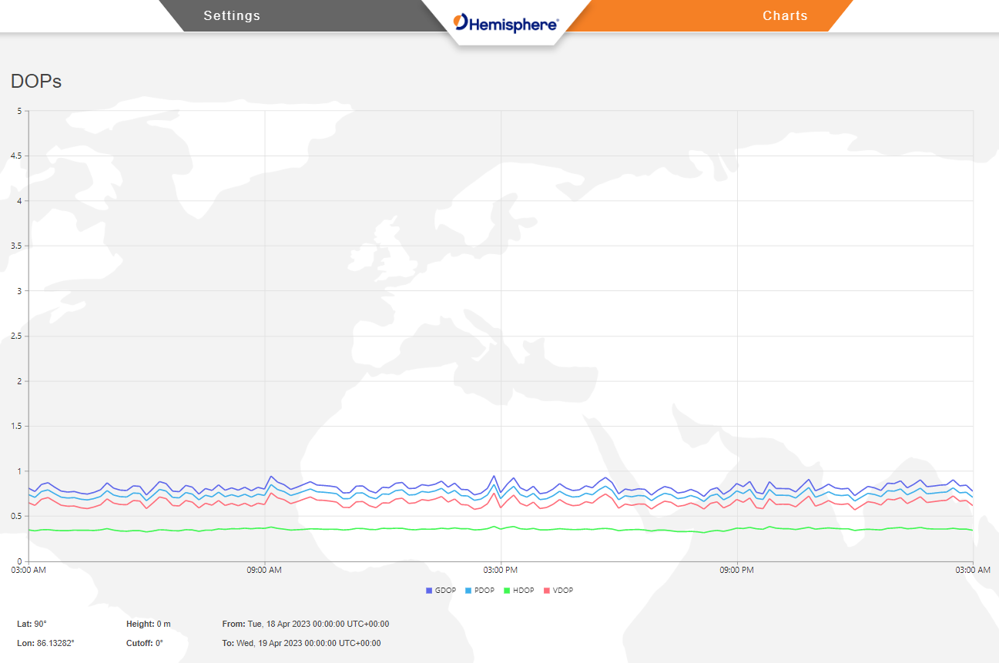 Settings
Hemisphere®
Charts
DOPs
5
4.5
4
3.5
3
2.5
2
1.5
1
0.5
0
03:00 AM 09:00 AM 03:00 PM 09:00 PM 03:00 AM
GDOP PDOP HDOP VDOP
Lat: 90° Height: 0 m From: Tue, 18 Apr 2023 00:00:00 UTC+00:00
Lon: 86.13282° Cutoff: 0° To: Wed, 19 Apr 2023 00:00:00 UTC+00:00